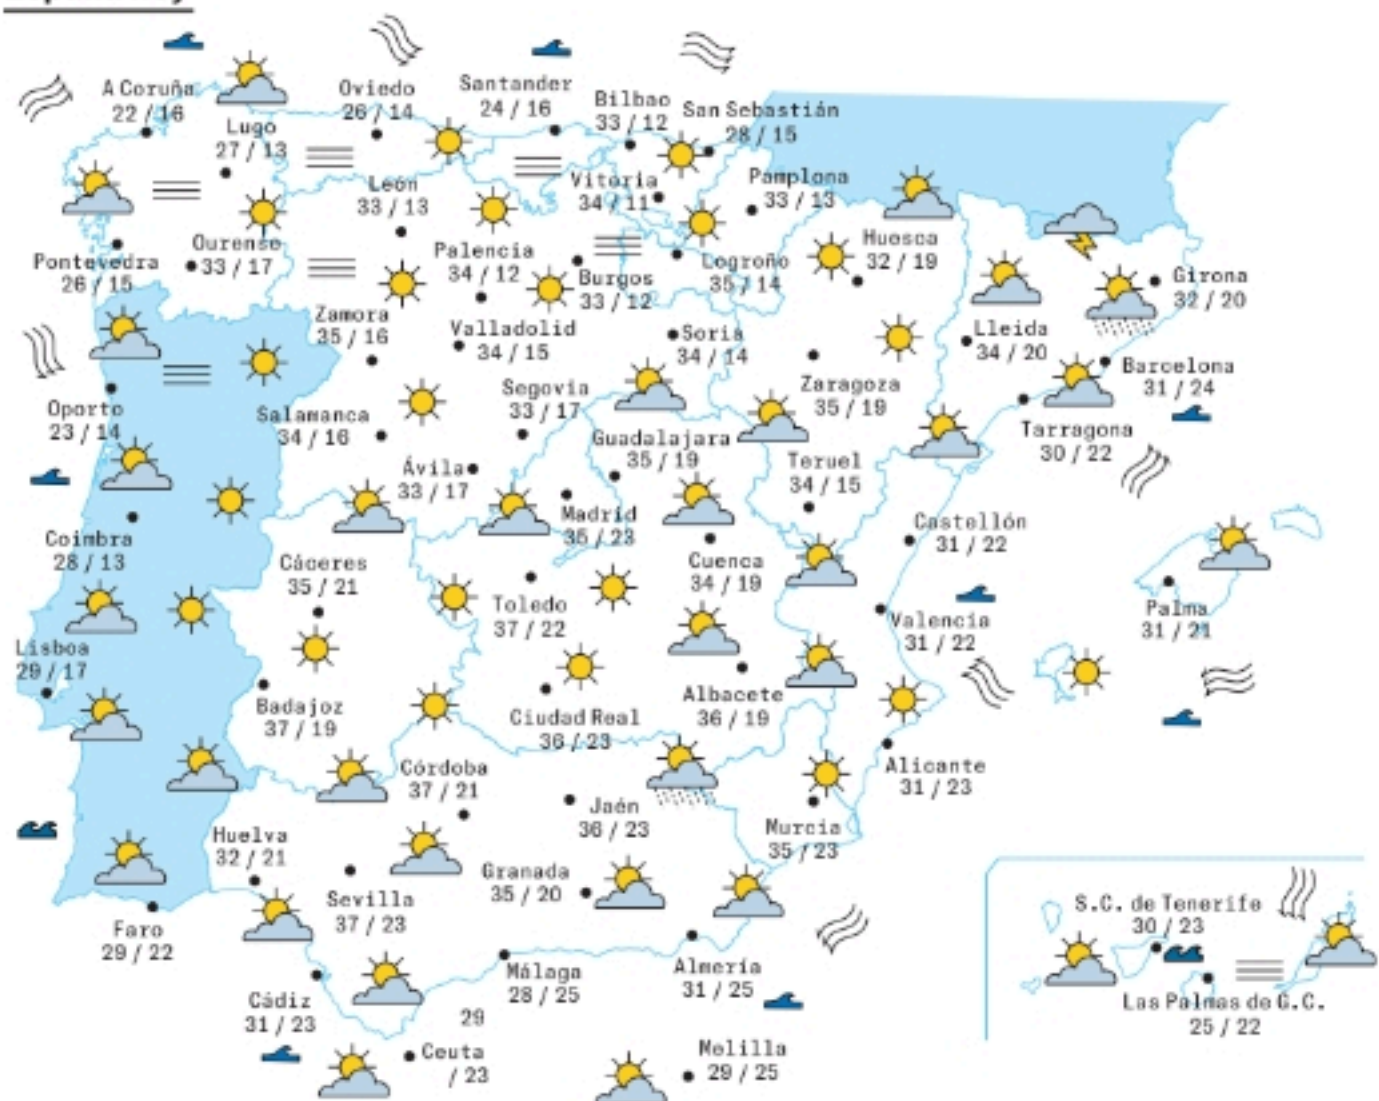 A Coruña
22 / 16
Oviedo
26 / 14
Santander
24 / 16
Bilbao
33 / 12
San Sebastián
28 / 15
Lugo
27 / 13
León
33 / 13
Vitoria
34 / 11
Pamplona
33 / 13
Pontevedra
26 / 15
Ourense
33 / 17
Palencia
34 / 12
Burgos
33 / 12
Logroño
35 / 14
Huesca
32 / 19
Girona
32 / 20
Zamora
35 / 16
Valladolid
34 / 15
Soria
34 / 14
Lleida
34 / 20
Barcelona
31 / 24
Oporto
23 / 14
Salamanca
34 / 16
Segovia
33 / 17
Zaragoza
35 / 19
Tarragona
30 / 22
Ávila
33 / 17
Guadalajara
35 / 19
Teruel
34 / 15
Madrid
35 / 23
Castellón
31 / 22
Coimbra
28 / 13
Cáceres
35 / 21
Cuenca
34 / 19
Toledo
37 / 22
Valencia
31 / 22
Palma
31 / 21
Lisboa
29 / 17
Badajoz
37 / 19
Ciudad Real
36 / 23
Albacete
36 / 19
Alicante
31 / 23
Córdoba
37 / 21
Jaén
36 / 23
Murcia
35 / 23
Huelva
32 / 21
Sevilla
37 / 23
Granada
35 / 20
Faro
29 / 22
Cádiz
31 / 23
Málaga
28 / 25
Almería
31 / 25
29
Ceuta
/ 23
Melilla
29 / 25
S.C. de Tenerife
30 / 23
Las Palmas de G.C.
25 / 22